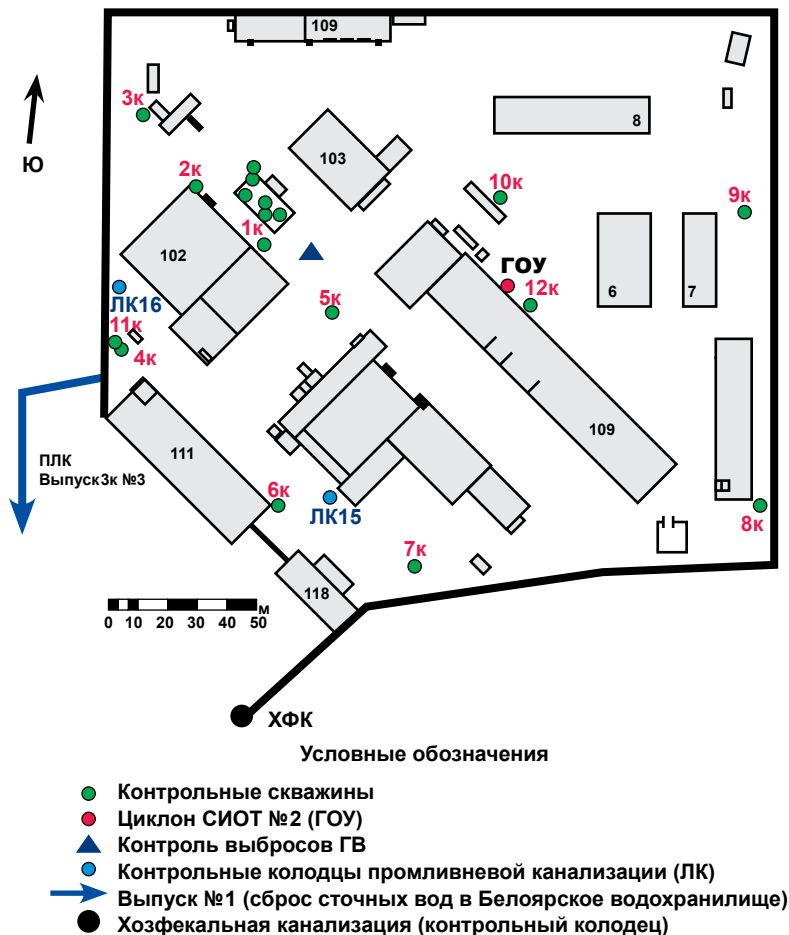 109
3к
8
Ю
103
2к
10к
9к
1к
102
ГОУ
ЛК16
5к
12к
6
7
11к
4к
109
111
ПЛК
Выпуск3к №3
6к
ЛК15
8к
7к
118
м
0 10 20 30 40 50
ХФК
Условные обозначения
Контрольные скважины
Циклон СИОТ №2 (ГОУ)
Контроль выбросов ГВ
Контрольные колодцы промливневой канализации (ЛК)
Выпуск №1 (сброс сточных вод в Белоярское водохранилище)
Хозфекальная канализация (контрольный колодец)